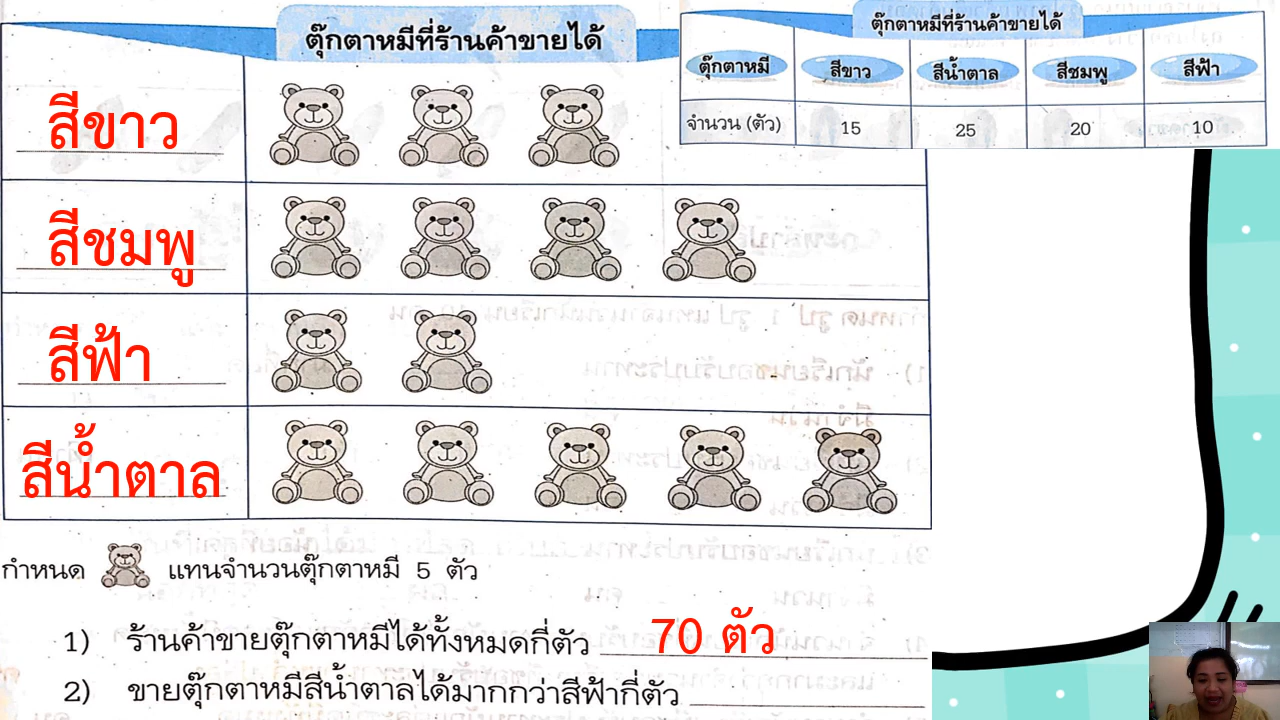 ตุ๊กตาหมีที่ร้านค้าขายได้
สีขาว
สีชมพู
สีฟ้า
สีน้ำตาล
กำหนด แทนจำนวนตุ๊กตาหมี 5 ตัว
1) ร้านค้าขายตุ๊กตาหมีได้ทั้งหมดกี่ตัว 70 ตัว
2) ขายตุ๊กตาหมีสีน้ำตาลได้มากกว่าสีฟ้ากี่ตัว
ตุ๊กตาหมีที่ร้านค้าขายได้
ตุ๊กตาหมี สีขาว สีน้ำตาล สีชมพู สีฟ้า
จำนวน (ตัว) 15 25 20 10